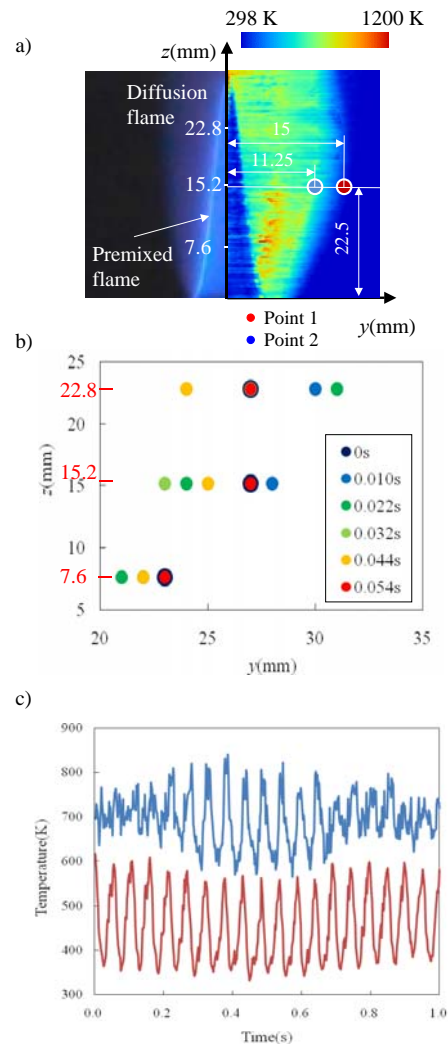 298 K 1200 K
a)
z(mm)
Diffusion
flame
22.8
15
11.25
15.2
22.5
7.6
Premixed
flame
y(mm)
Point 1
Point 2
b)
25
22.8
20
z(mm)
15.2
15
10
7.6
5
20 25 30 35
y(mm)
0s
0.010s
0.022s
0.032s
0.044s
0.054s
c)
900
800
700
600
500
400
300
Temperature(K)
0.0 0.2 0.4 0.6 0.8 1.0
Time(s)